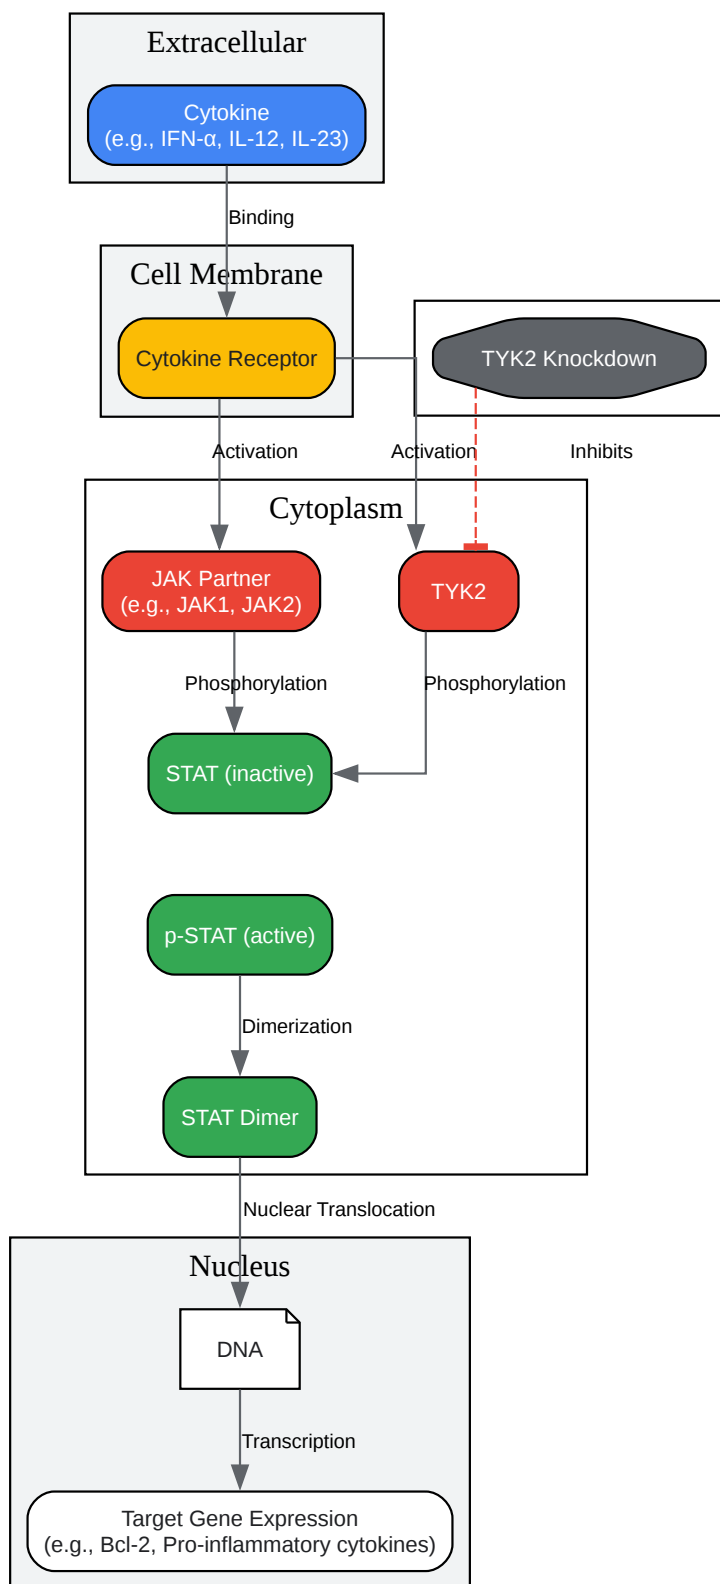 Extracellular
Cytokine
(e.g., IFN-α, IL-12, IL-23)
Binding
Cell Membrane
Cytokine Receptor
TYK2 Knockdown
Activation
Activation
Inhibits
Cytoplasm
JAK Partner
(e.g., JAK1, JAK2)
TYK2
Phosphorylation
Phosphorylation
STAT (inactive)
p-STAT (active)
Dimerization
STAT Dimer
Nuclear Translocation
Nucleus
DNA
Transcription
Target Gene Expression
(e.g., Bcl-2, Pro-inflammatory cytokines)